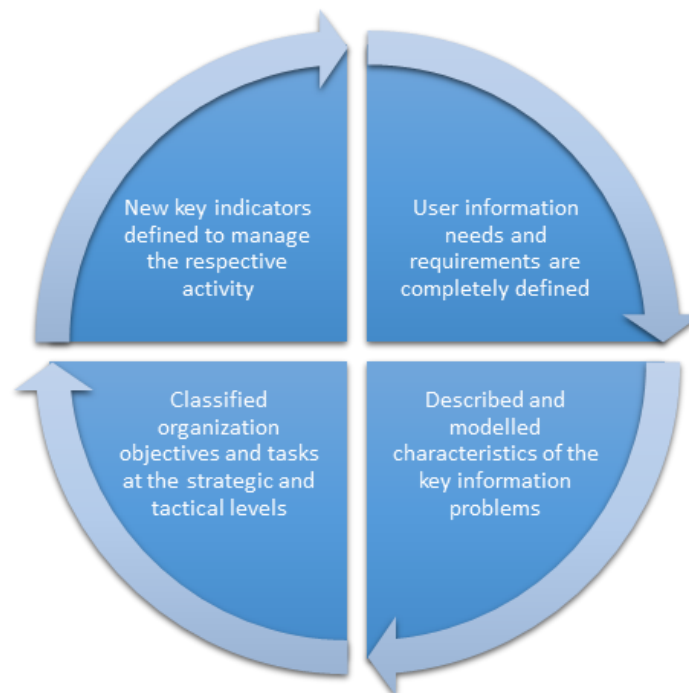 New key indicators
defined to manage
the respective
activity
User information
needs and
requirements are
completely defined
Classified
organization
objectives and tasks
at the strategic and
tactical levels
Described and
modelled
characteristics of the
key information
problems